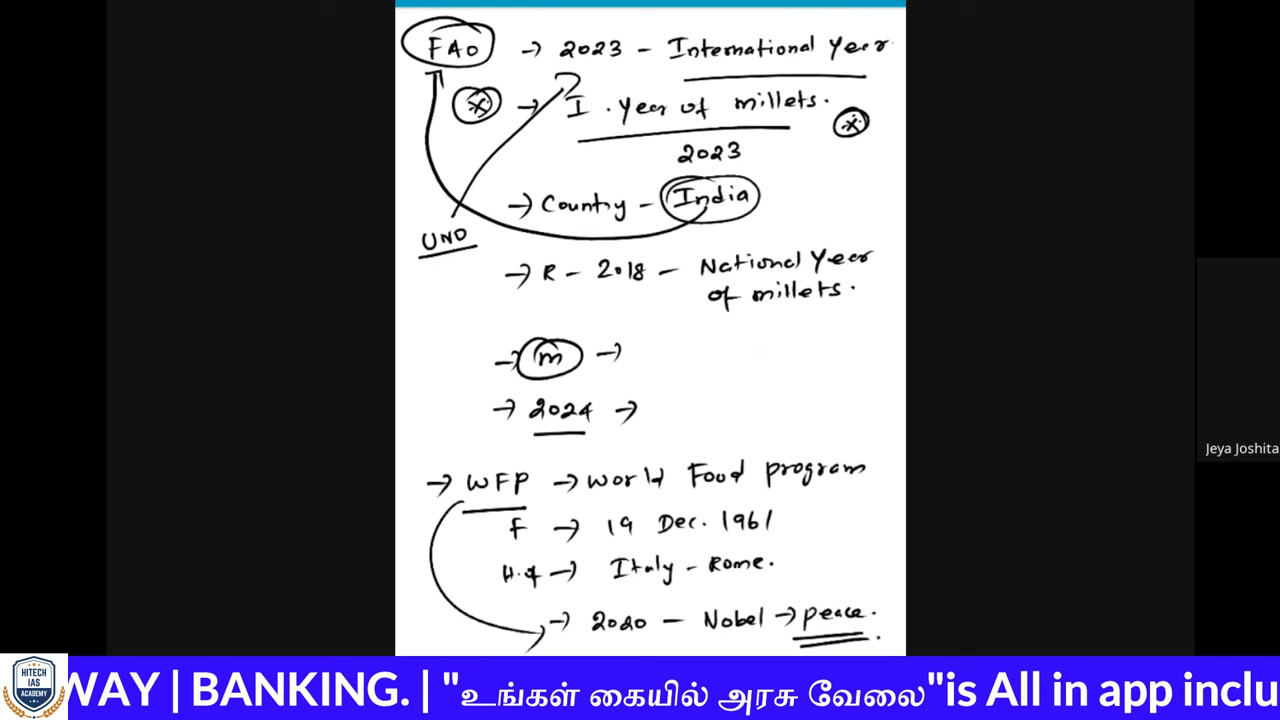 FAO → 2023 - International Year
→ I. Year of millets.
2023
→ Country - India
UNO
→ R - 2018 - National Year
of millets.
→ m →
→ 2024 →
→ WFP → World Food program
F → 19 Dec. 1961
H.q → Italy - Rome.
→ 2020 - Nobel → peace.
Jeya Joshita
HITECH
IAS
ACADEMY
WAY | BANKING. | "உங்கள் கையில் அரசு வேலை"is All in app inclu